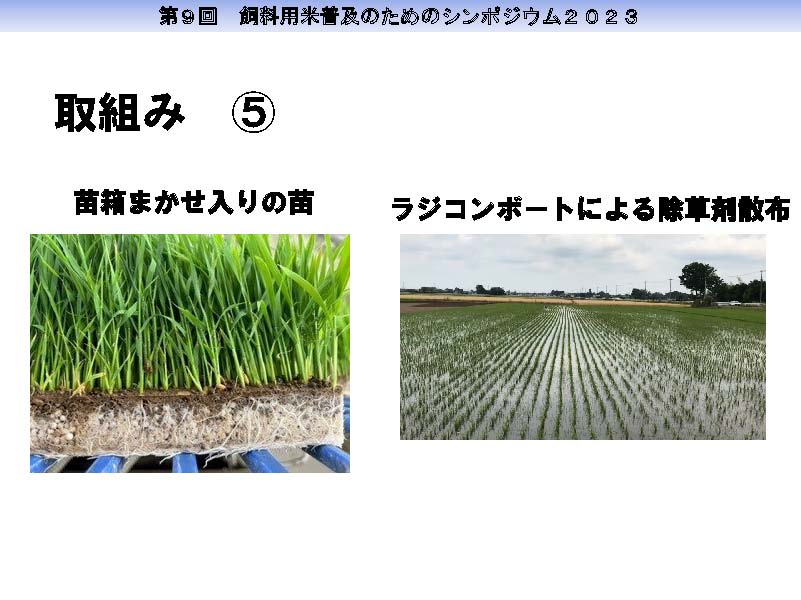 第９回　飼料用米普及のためのシンポジウム２０２３
取組み　⑤
苗箱まかせ入りの苗
ラジコンボートによる除草剤散布